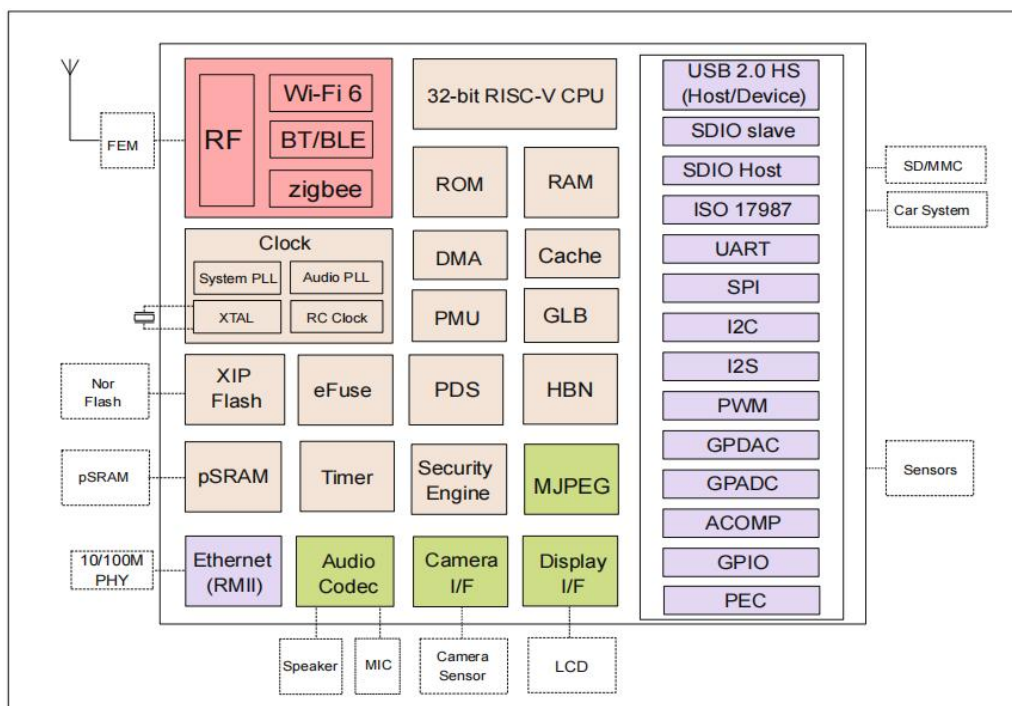 FEM
RF
Wi-Fi 6
BT/BLE
zigbee
32-bit RISC-V CPU
ROM
RAM
Clock
System PLL
Audio PLL
XTAL
RC Clock
DMA
Cache
PMU
GLB
Nor
Flash
XIP
Flash
eFuse
PDS
HBN
pSRAM
pSRAM
Timer
Security
Engine
MJPEG
10/100M
PHY
Ethernet
(RMII)
Audio
Codec
Camera
I/F
Display
I/F
Speaker
MIC
Camera
Sensor
LCD
USB 2.0 HS
(Host/Device)
SDIO slave
SDIO Host
ISO 17987
UART
SPI
I2C
I2S
PWM
GPDAC
GPADC
ACOMP
GPIO
PEC
SD/MMC
Car System
Sensors